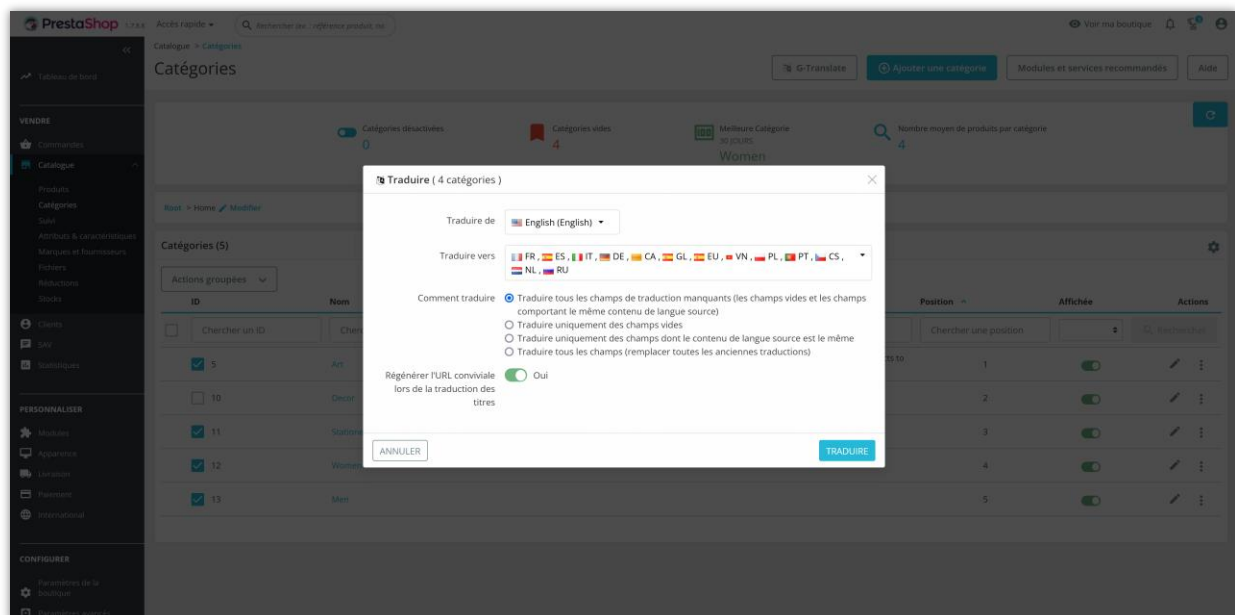 PrestaShop
Accès rapide
Rechercher (ex. : référence produit, no
Voir ma boutique
Catalogue > Catégories
Catégories
G-Translate
Ajouter une catégorie
Modules et services recommandés
Aide
Tableau de bord
VENDRE
Commandes
Catalogue
Produits
Catégories
Suivi
Attributs & caractéristiques
Marques et fournisseurs
Fichiers
Réductions
Stocks
Clients
SAV
Statistiques
PERSONNALISER
Modules
Apparence
Livraison
Paiement
International
CONFIGURER
Paramètres de la
boutique
Paramètres avancés
Catégories désactivées
0
Catégories vides
4
Meilleure Catégorie
30 JOURS
Women
Nombre moyen de produits par catégorie
4
Root > Home Modifier
Catégories (5)
Actions groupées
ID
Nom
Position
Affichée
Actions
Chercher un ID
Cher
Chercher une position
Rechercher
5
Art
ts to
1
10
Decor
2
11
Statione
3
12
Women
4
13
Men
5
Traduire ( 4 catégories )
Traduire de
English (English)
Traduire vers
FR , ES , IT , DE , CA , GL , EU , VN , PL , PT , CS ,
NL , RU
Comment traduire
Traduire tous les champs de traduction manquants (les champs vides et les champs
comportant le même contenu de langue source)
Traduire uniquement des champs vides
Traduire uniquement des champs dont le contenu de langue source est le même
Traduire tous les champs (remplacer toutes les anciennes traductions)
Régénérer l'URL conviviale
lors de la traduction des
titres
Oui
ANNULER
TRADUIRE